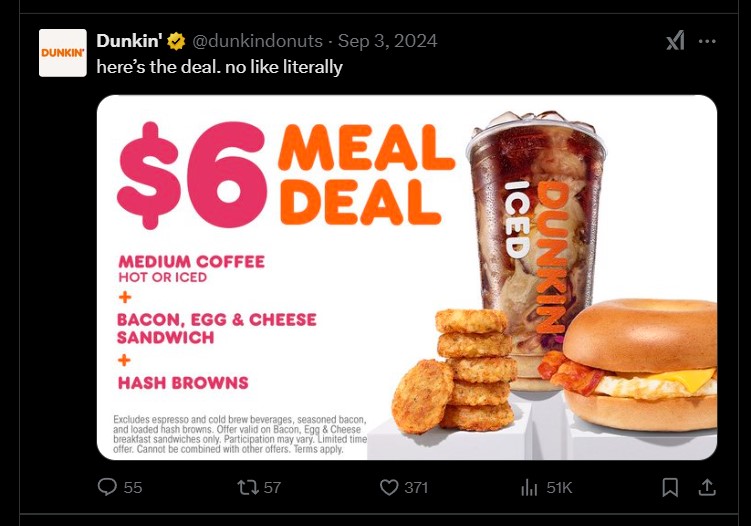 DUNKIN'
Dunkin' @dunkindonuts · Sep 3, 2024
here's the deal. no like literally
$6 MEAL
DEAL
MEDIUM COFFEE
HOT OR ICED
+
BACON, EGG & CHEESE
SANDWICH
+
HASH BROWNS
Excludes espresso and cold brew beverages, seasoned bacon,
and loaded hash browns. Offer valid on Bacon, Egg & Cheese
breakfast sandwiches only. Participation may vary. Limited time
offer. Cannot be combined with other offers. Terms apply.
DUNKIN'
ICED
55 57 371 51K